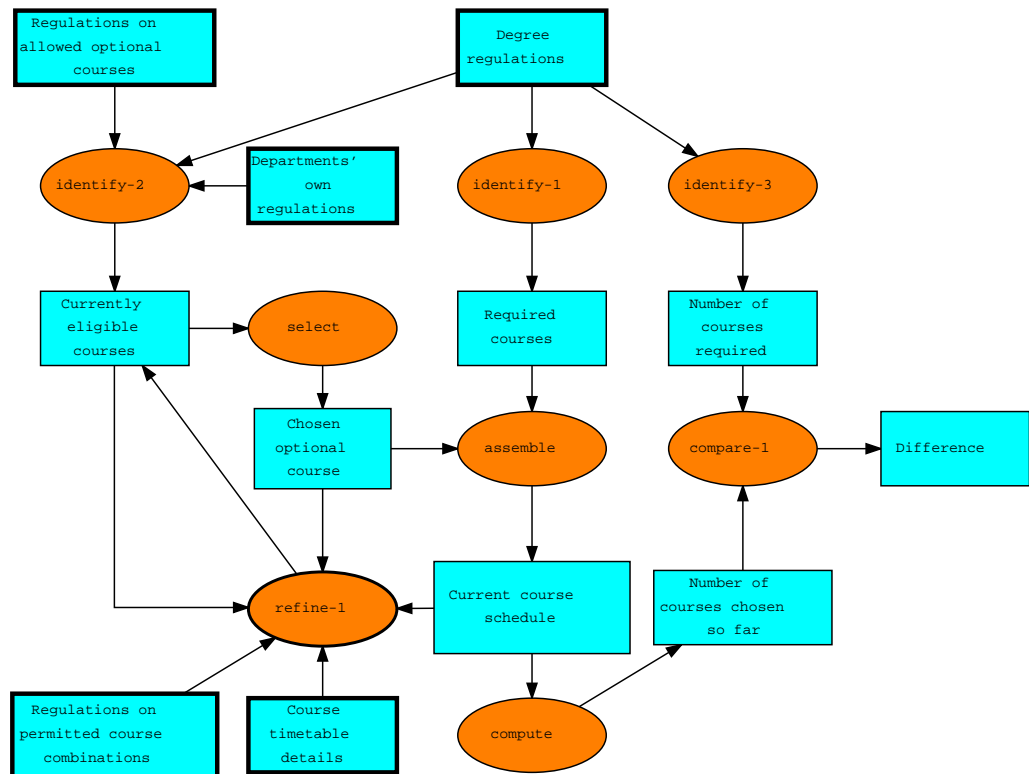 Regulations on
allowed optional
courses
Degree
regulations
identify-2
Departments’
own
regulations
identify-1
identify-3
Currently
eligible
courses
select
Required
courses
Number of
courses
required
Chosen
optional
course
assemble
compare-1
Difference
refine-1
Current course
schedule
Number of
courses chosen
so far
Regulations on
permitted course
combinations
Course
timetable
details
compute